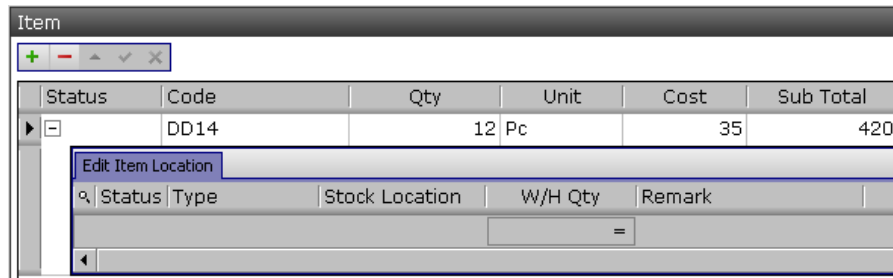 Item
Status Code Qty Unit Cost Sub Total
DD14 12 Pc 35 420
Edit Item Location
Status Type Stock Location W/H Qty Remark
=